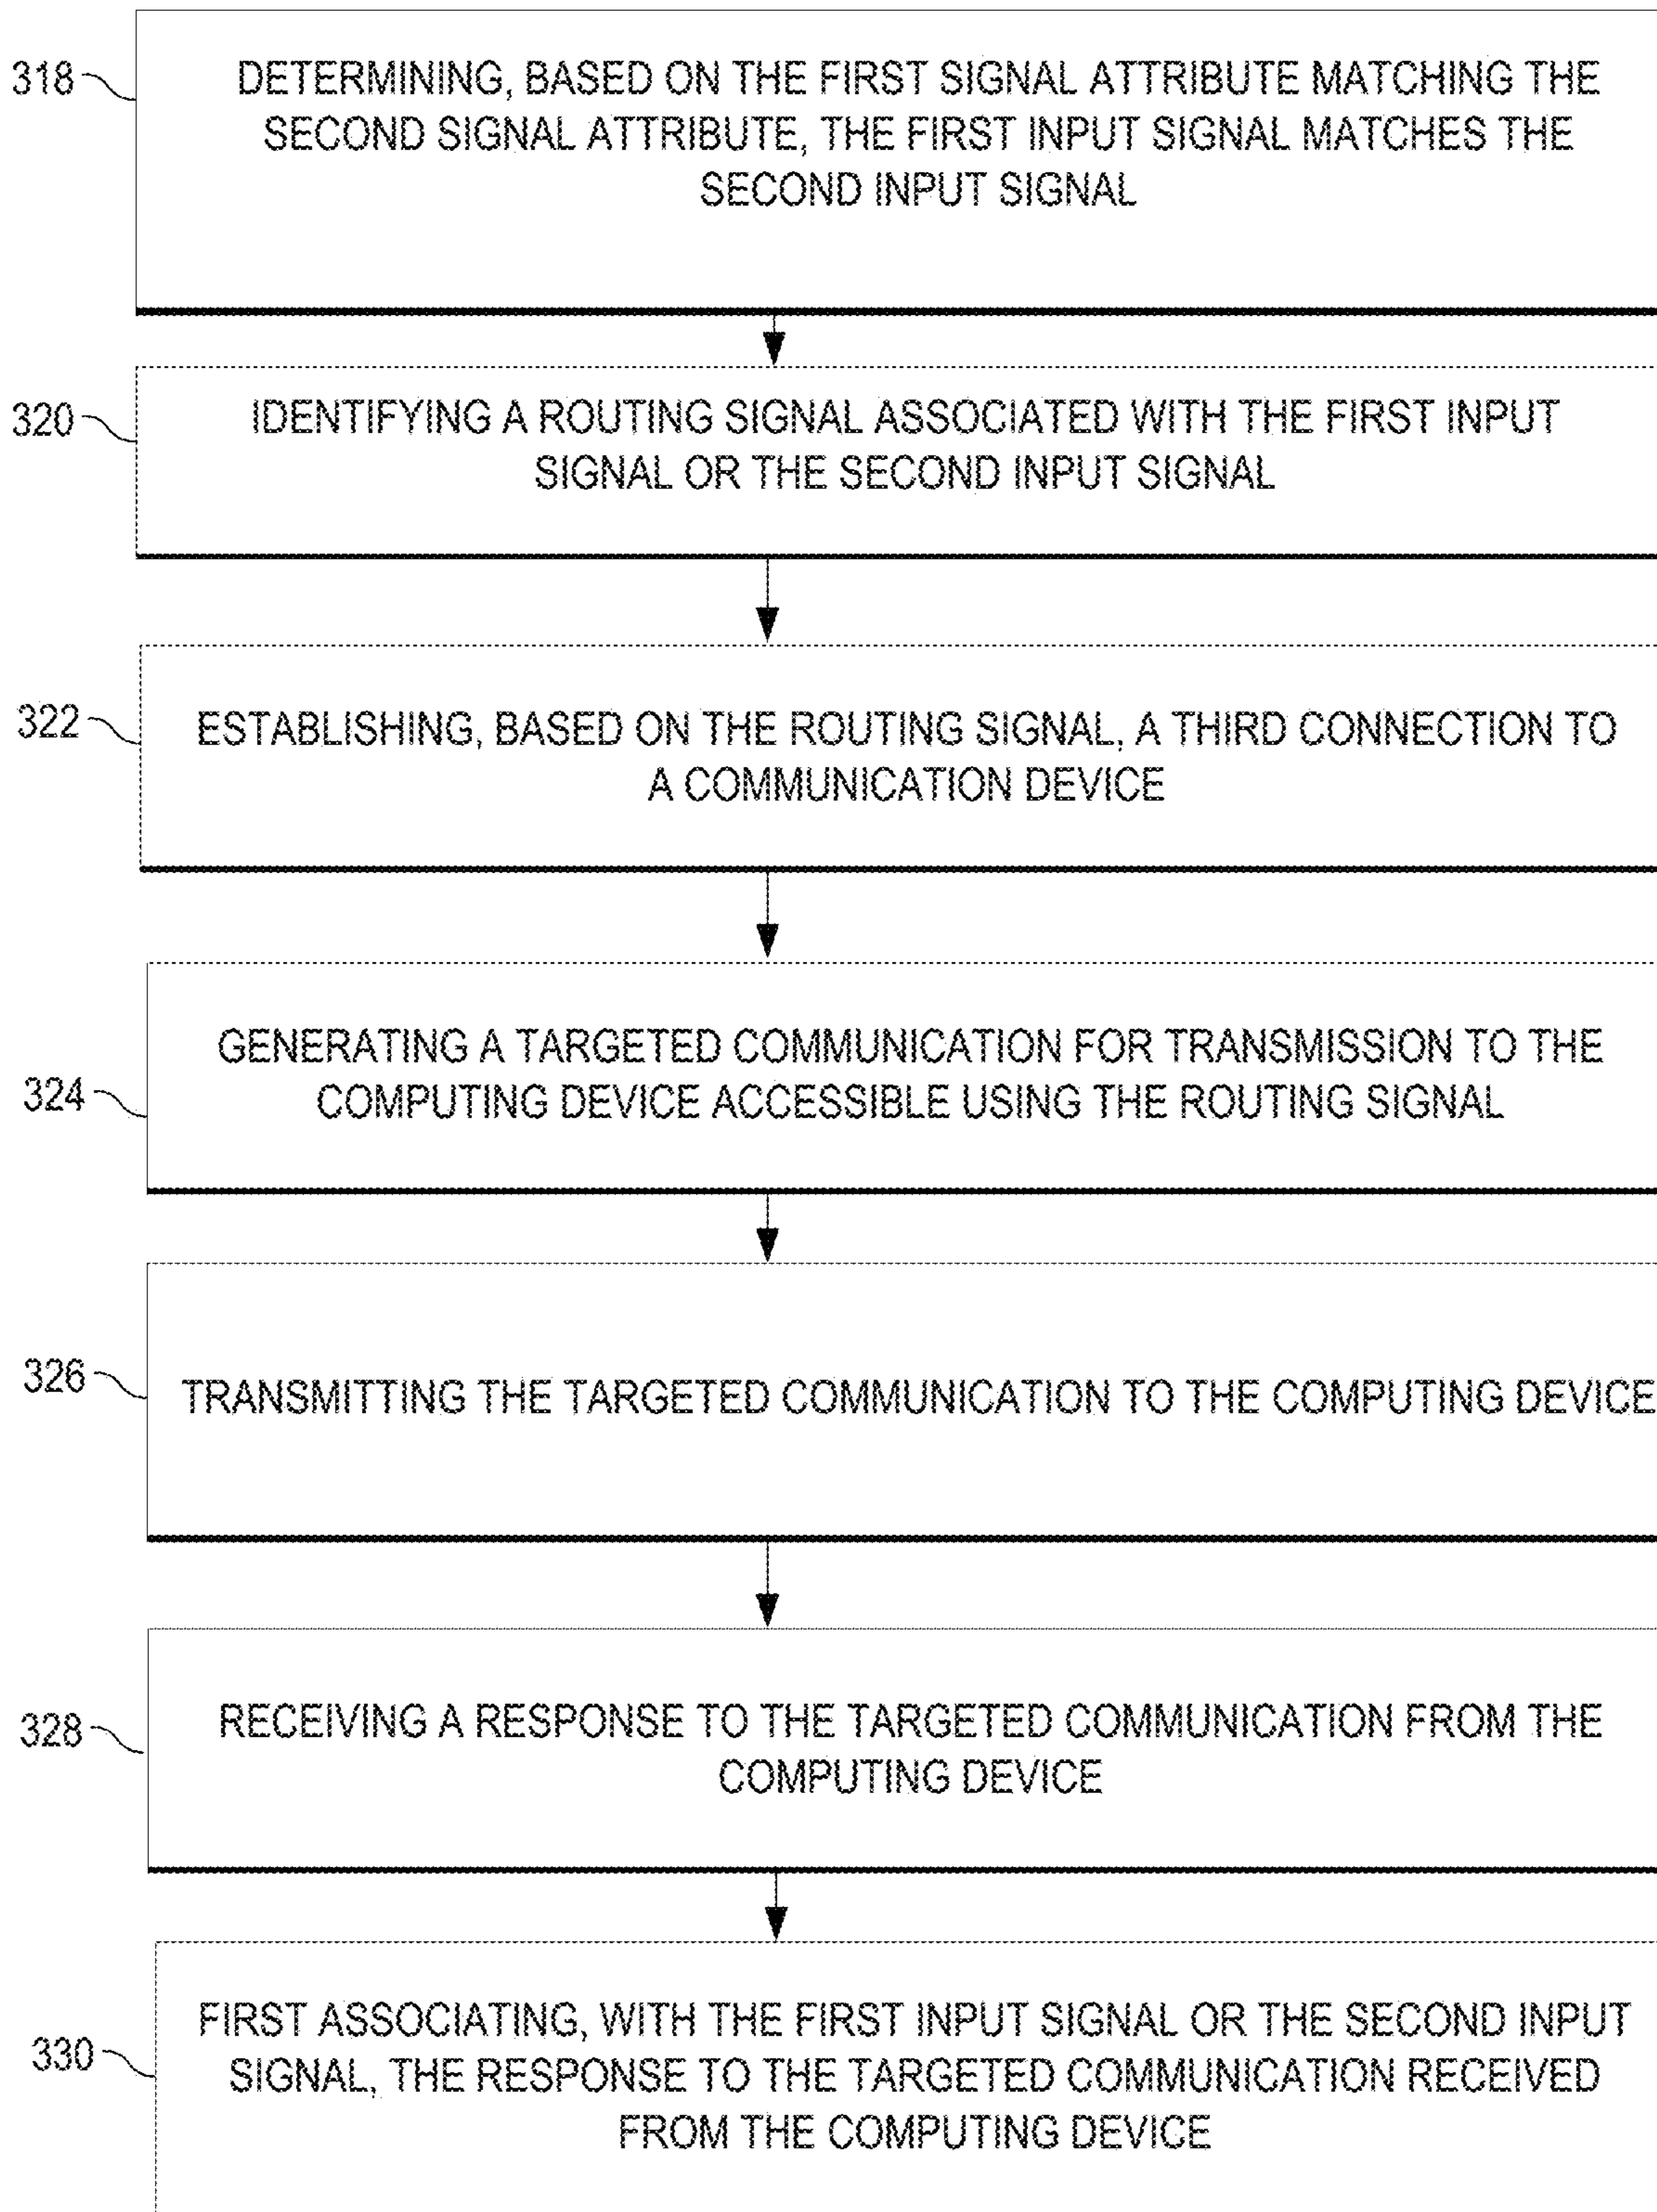 318
DETERMINING, BASED ON THE FIRST SIGNAL ATTRIBUTE MATCHING THE
SECOND SIGNAL ATTRIBUTE, THE FIRST INPUT SIGNAL MATCHES THE
SECOND INPUT SIGNAL
320
IDENTIFYING A ROUTING SIGNAL ASSOCIATED WITH THE FIRST INPUT
SIGNAL OR THE SECOND INPUT SIGNAL
322
ESTABLISHING, BASED ON THE ROUTING SIGNAL, A THIRD CONNECTION TO
A COMMUNICATION DEVICE
324
GENERATING A TARGETED COMMUNICATION FOR TRANSMISSION TO THE
COMPUTING DEVICE ACCESSIBLE USING THE ROUTING SIGNAL
326
TRANSMITTING THE TARGETED COMMUNICATION TO THE COMPUTING DEVICE
328
RECEIVING A RESPONSE TO THE TARGETED COMMUNICATION FROM THE
COMPUTING DEVICE
330
FIRST ASSOCIATING, WITH THE FIRST INPUT SIGNAL OR THE SECOND INPUT
SIGNAL, THE RESPONSE TO THE TARGETED COMMUNICATION RECEIVED
FROM THE COMPUTING DEVICE